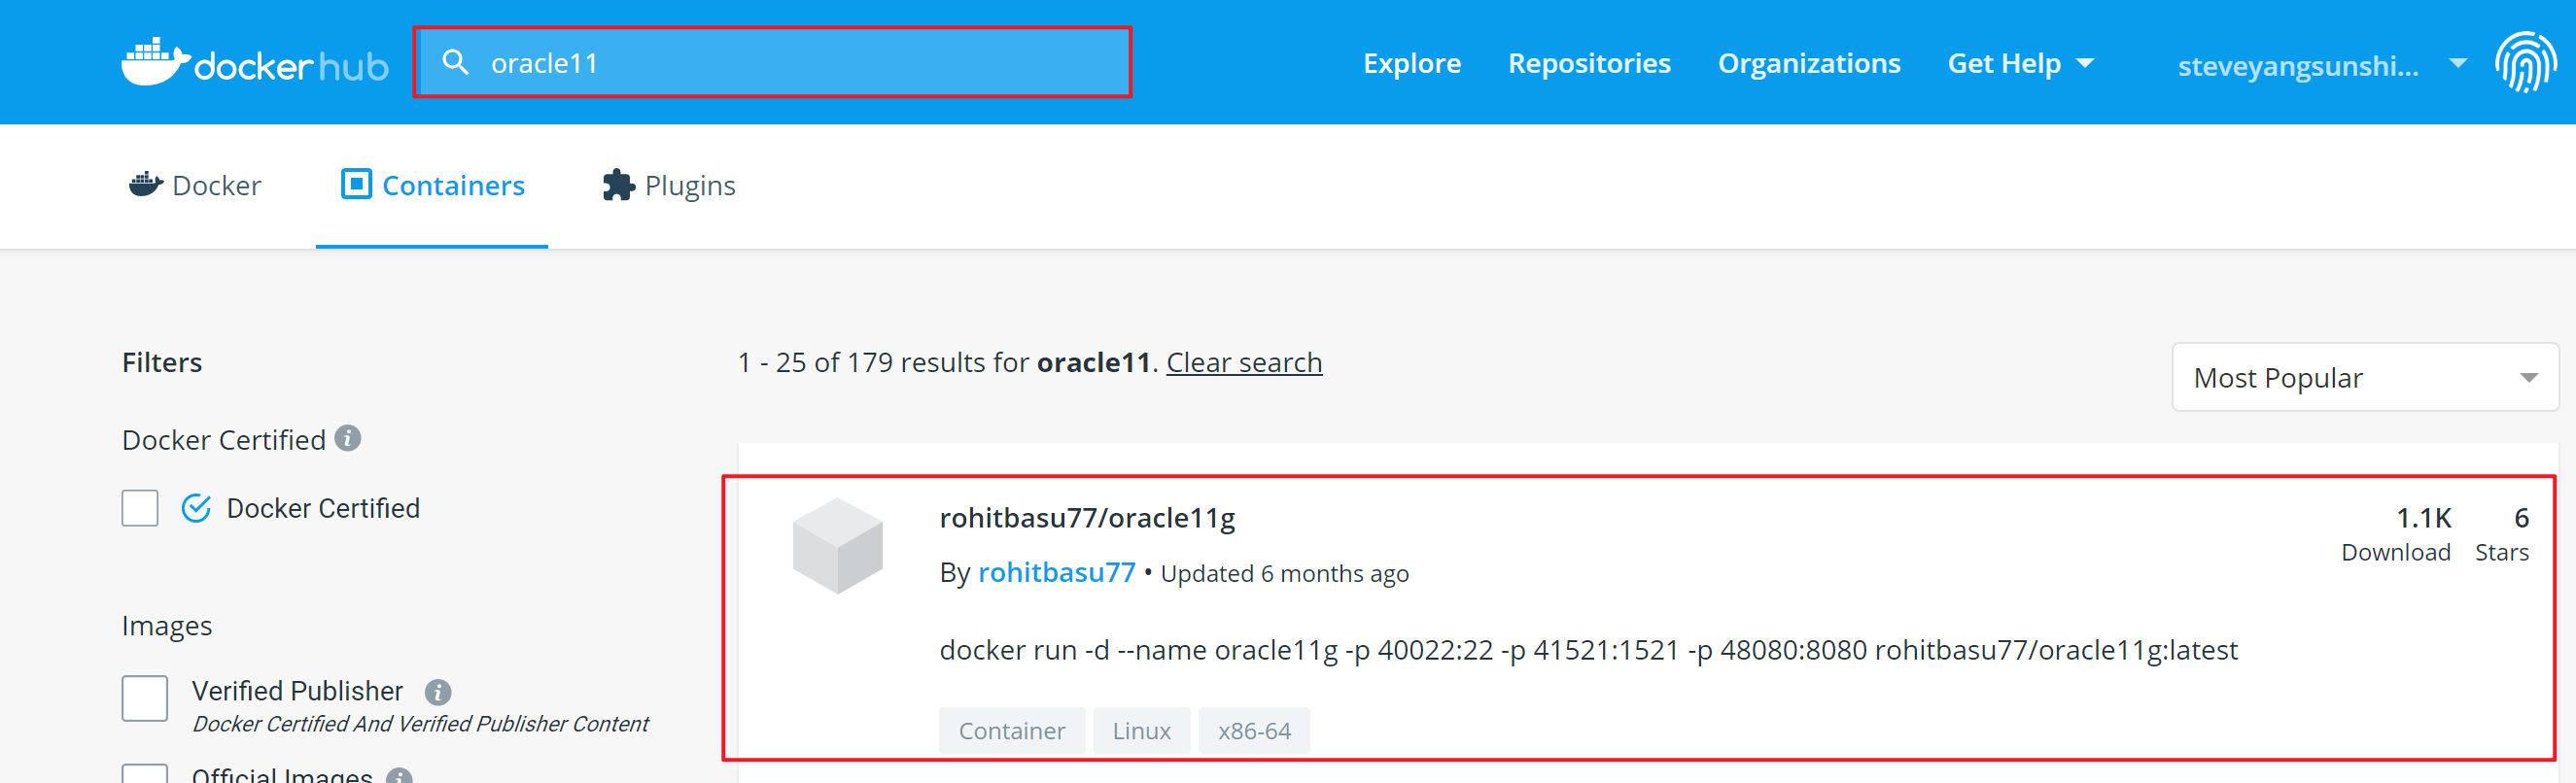 docker hub
oracle11
Explore Repositories Organizations Get Help steveyangsunshi...
Docker Containers Plugins
Filters
1 - 25 of 179 results for oracle11. Clear search
Most Popular
Docker Certified
Docker Certified
rohitbasu77/oracle11g
1.1K 6
Download Stars
By rohitbasu77 • Updated 6 months ago
Images
docker run -d --name oracle11g -p 40022:22 -p 41521:1521 -p 48080:8080 rohitbasu77/oracle11g:latest
Verified Publisher
Docker Certified And Verified Publisher Content
Container Linux x86-64
Official Images